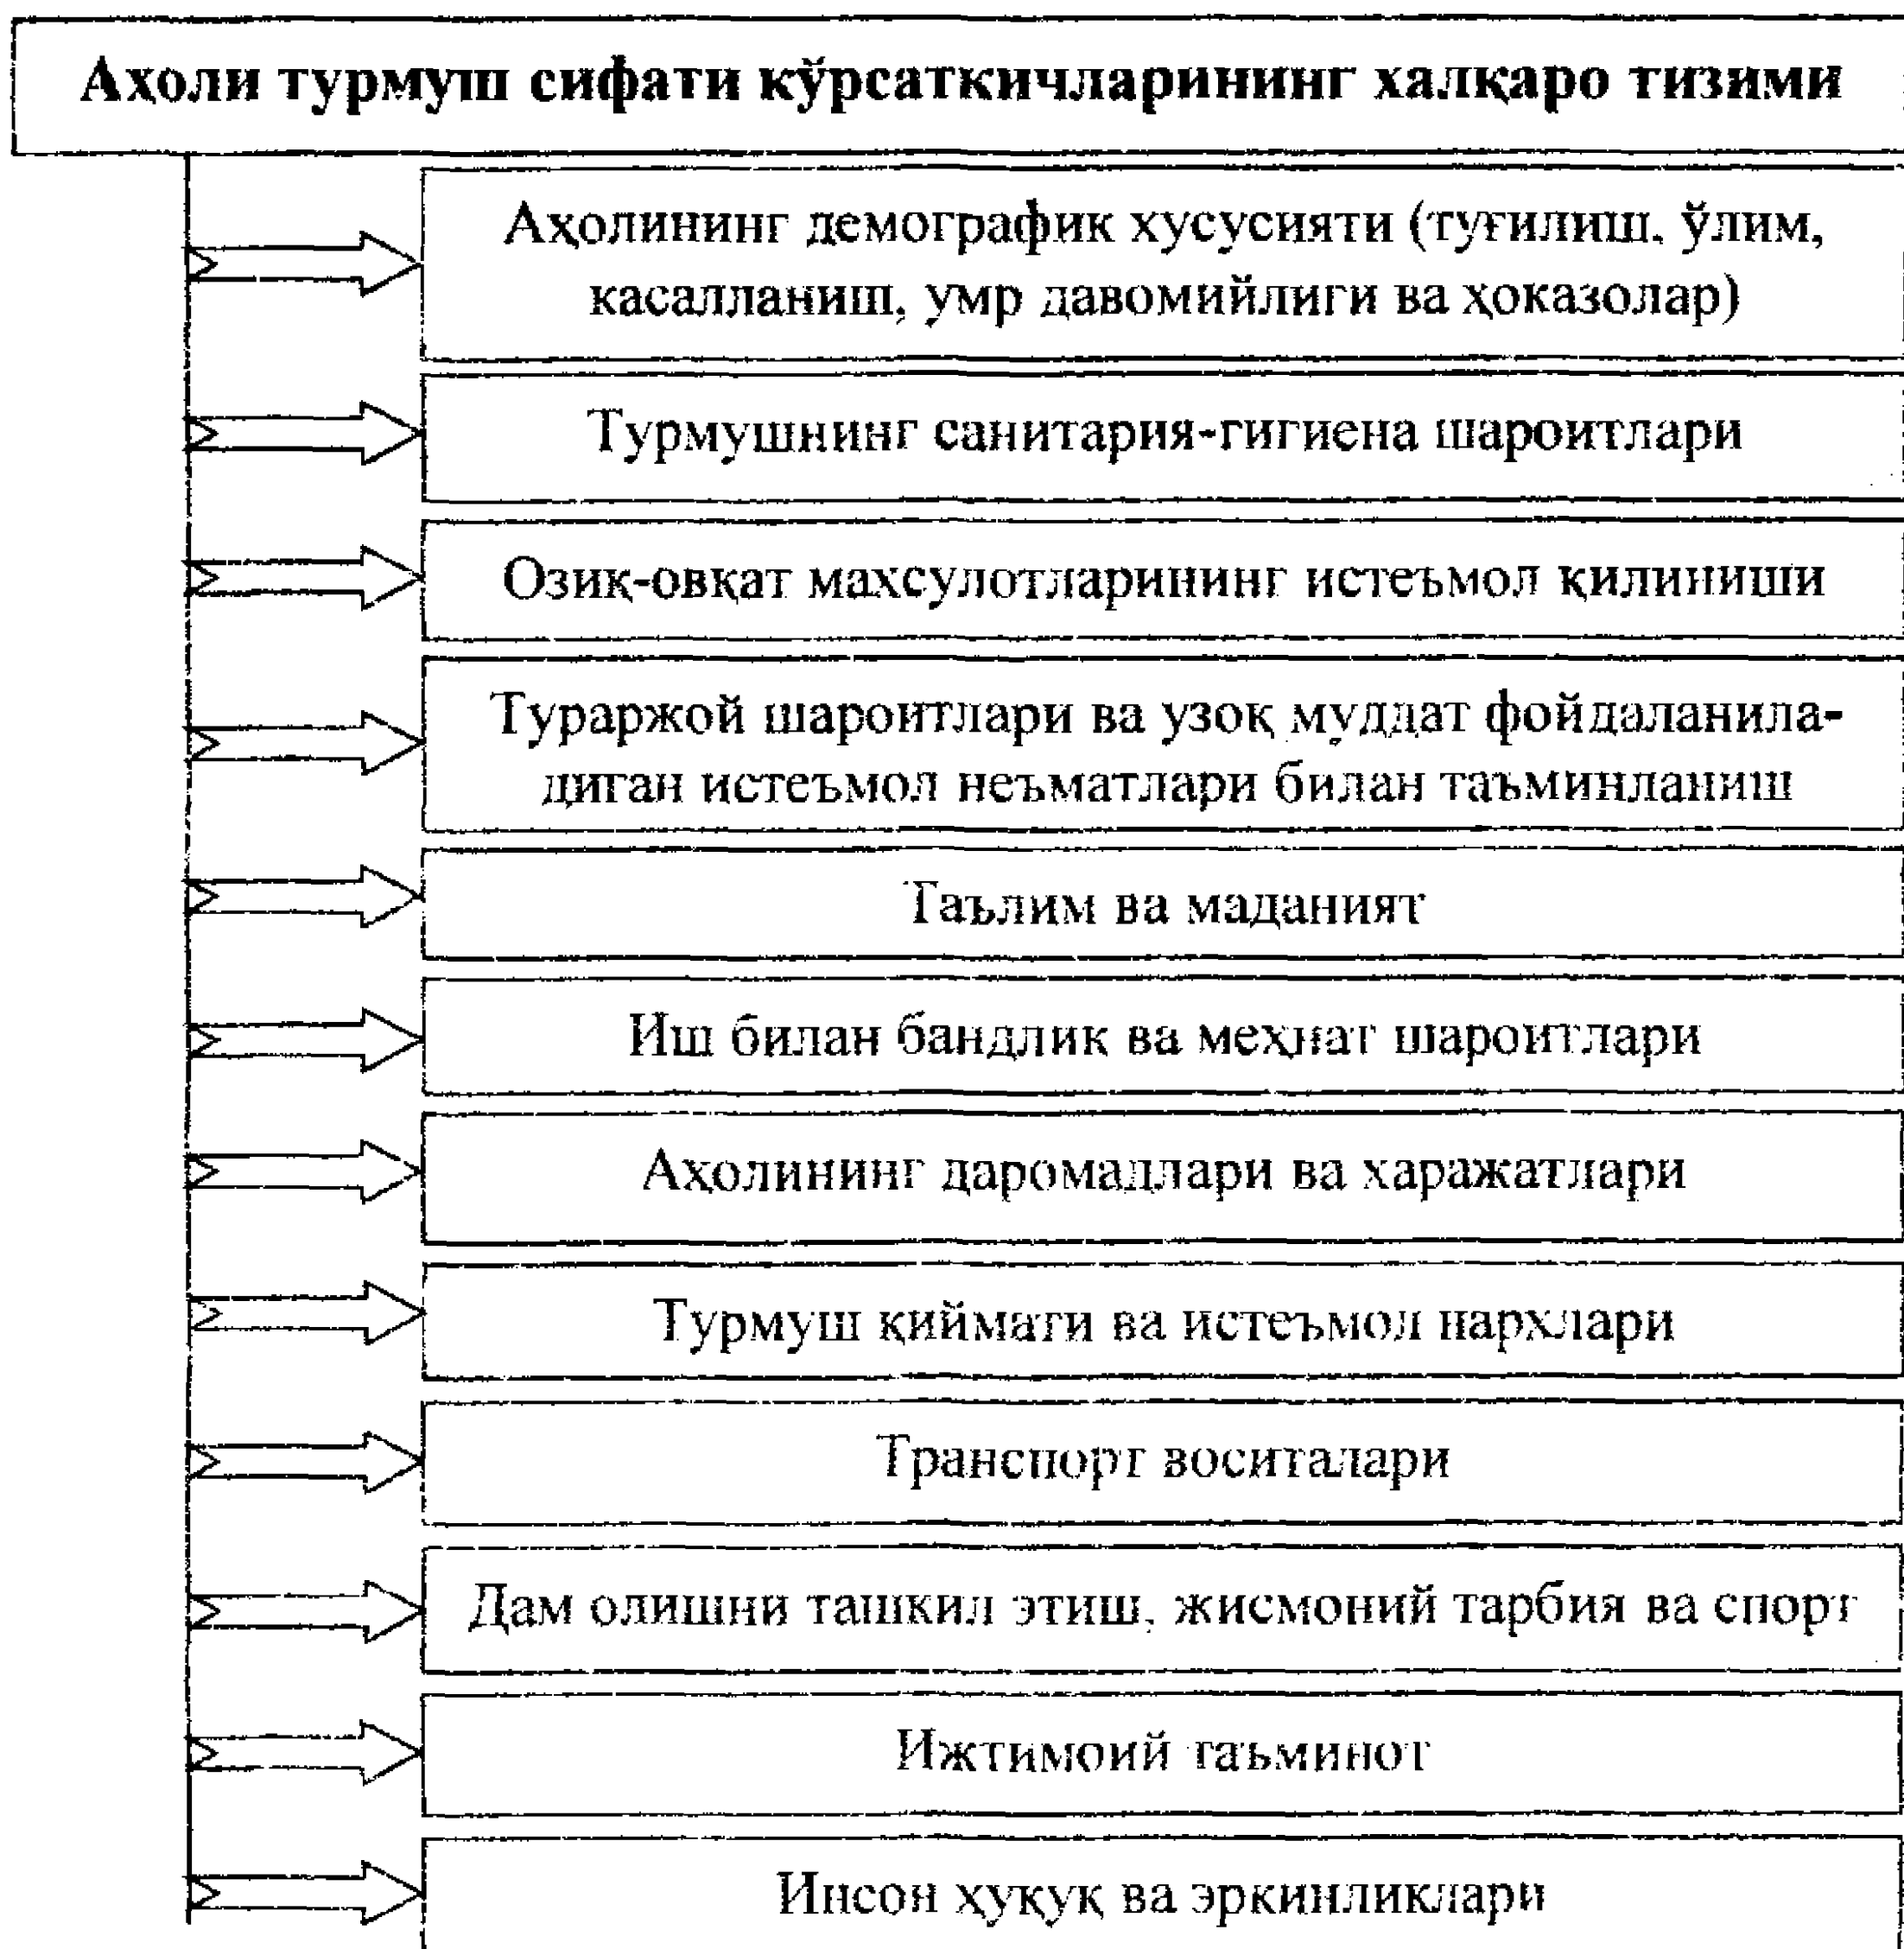 Аҳоли турмуш сифати кўрсаткичларининг халқаро тизими
Аҳолининг демографик хусусияти (туғилиш, ўлим,
касалланиш, умр давомийлиги ва ҳоказолар)
Турмушнинг санитария-гигиена шароитлари
Озиқ-овқат махсулотларининг истеъмол қилиниши
Тураржой шароитлари ва узоқ муддат фойдаланила-
диган истеъмол неъматлари билан таъминланиш
Таълим ва маданият
Иш билан бандлик ва меҳнат шароитлари
Аҳолининг даромадлари ва харажатлари
Турмуш қиймати ва истеъмол нархлари
Транспорт воситалари
Дам олишни ташкил этиш, жисмоний тарбия ва спорт
Ижтимоий таъминот
Инсон ҳуқуқ ва эркинликлари